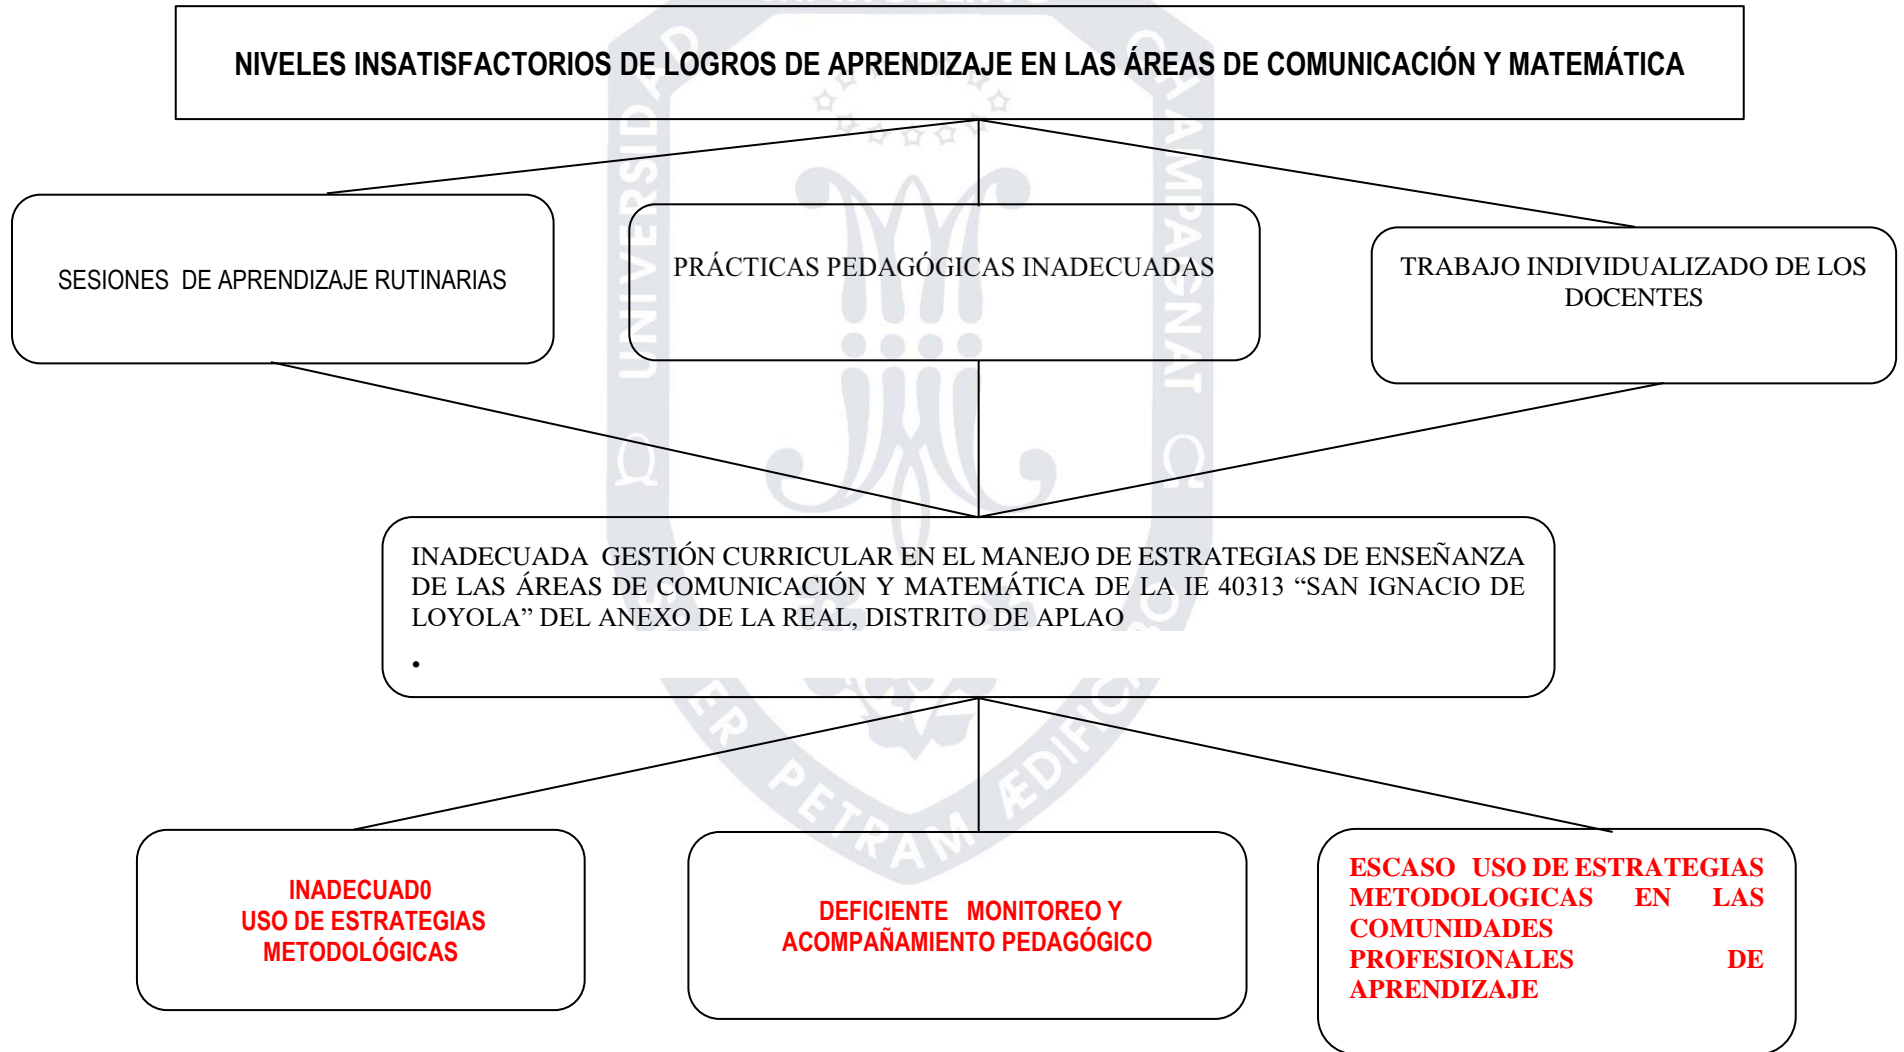 NIVELES INSATISFACTORIOS DE LOGROS DE APRENDIZAJE EN LAS ÁREAS DE COMUNICACIÓN Y MATEMÁTICA
SESIONES DE APRENDIZAJE RUTINARIAS
PRÁCTICAS PEDAGÓGICAS INADECUADAS
TRABAJO INDIVIDUALIZADO DE LOS
DOCENTES
INADECUADA GESTIÓN CURRICULAR EN EL MANEJO DE ESTRATEGIAS DE ENSEÑANZA
DE LAS ÁREAS DE COMUNICACIÓN Y MATEMÁTICA DE LA IE 40313 “SAN IGNACIO DE
LOYOLA” DEL ANEXO DE LA REAL, DISTRITO DE APLAO
•
INADECUAD0
USO DE ESTRATEGIAS
METODOLÓGICAS
DEFICIENTE MONITOREO Y
ACOMPAÑAMIENTO PEDAGÓGICO
ESCASO USO DE ESTRATEGIAS
METODOLOGICAS EN LAS
COMUNIDADES
PROFESIONALES DE
APRENDIZAJE
UNIVERSIDAD
CHAMPAGNAT
PETRAM